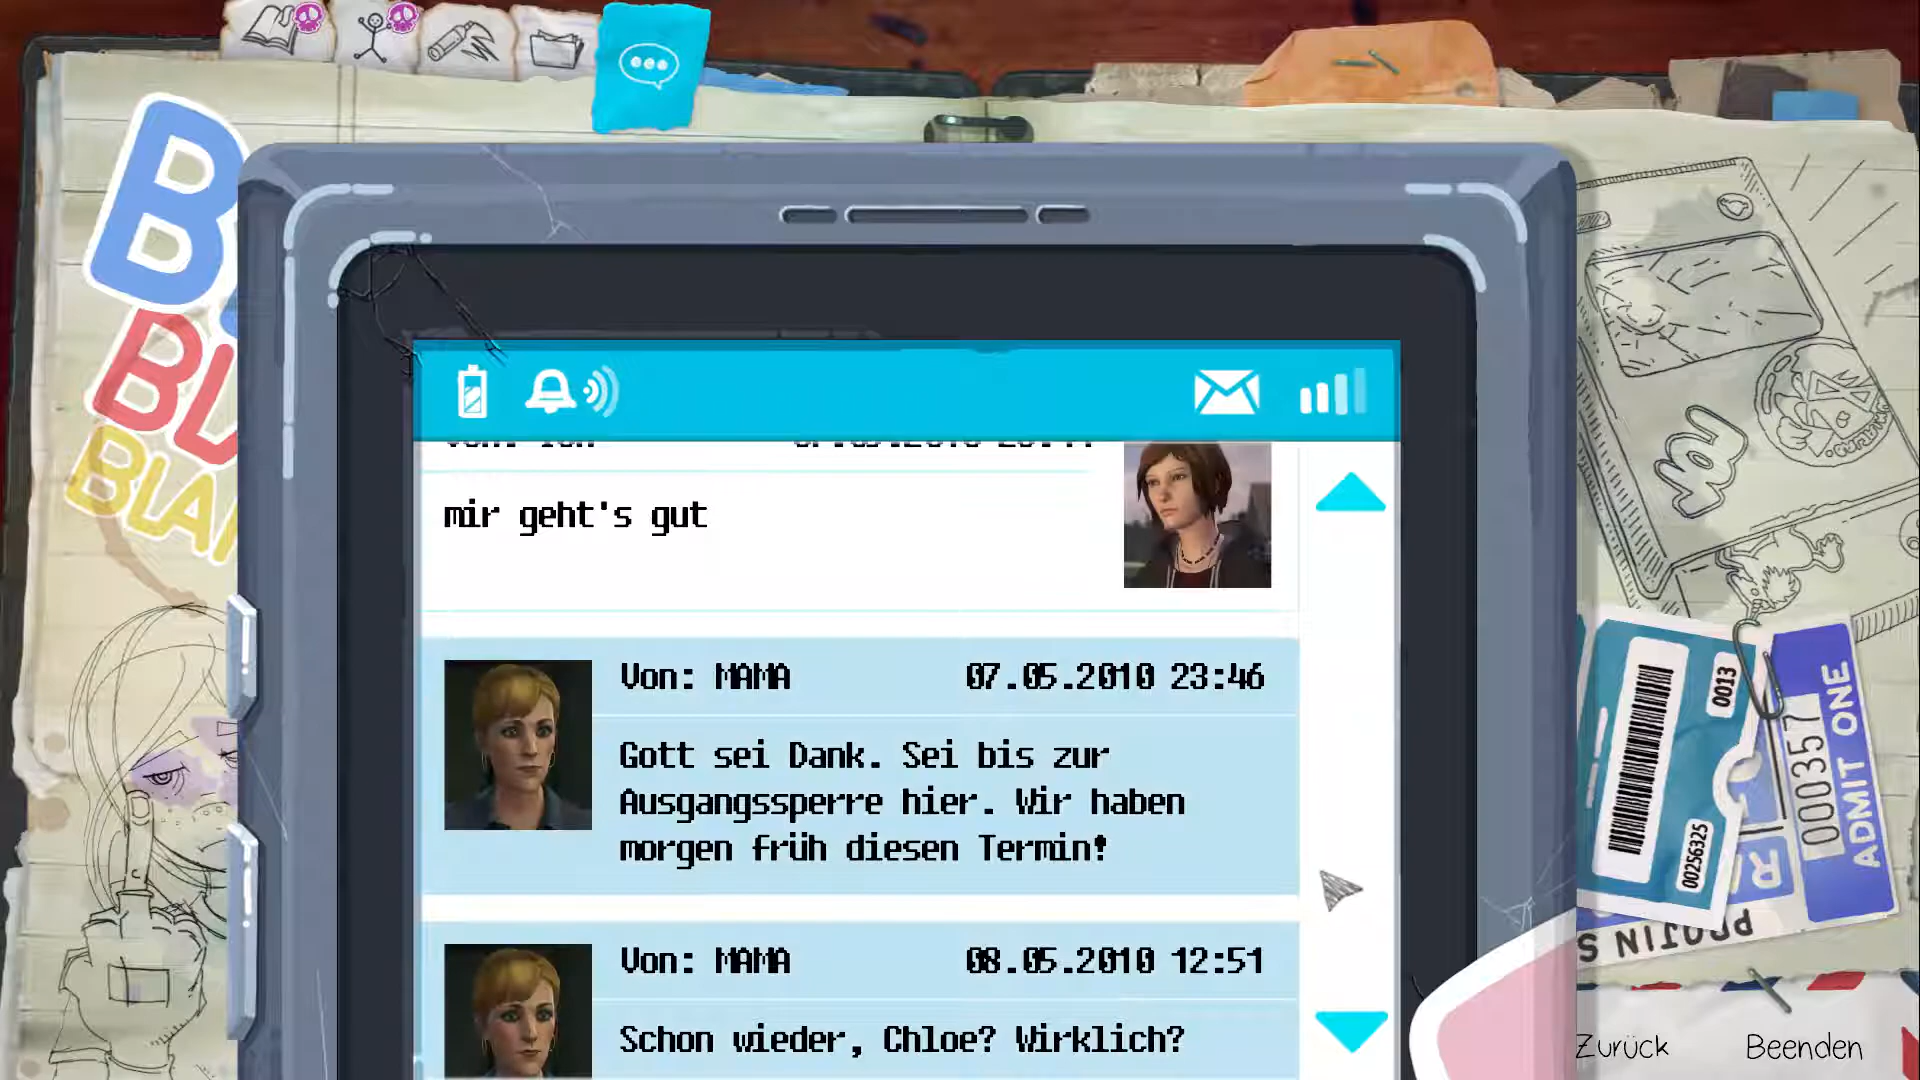 mir geht's gut
Von: MAMA 07.05.2010 23:46
Gott sei Dank. Sei bis zur
Ausgangssperre hier. Wir haben
morgen früh diesen Termin!
Von: MAMA 08.05.2010 12:51
Schon wieder, Chloe? Wirklich?
0013
00256325
000357
ADMIT ONE
Zurück
Beenden